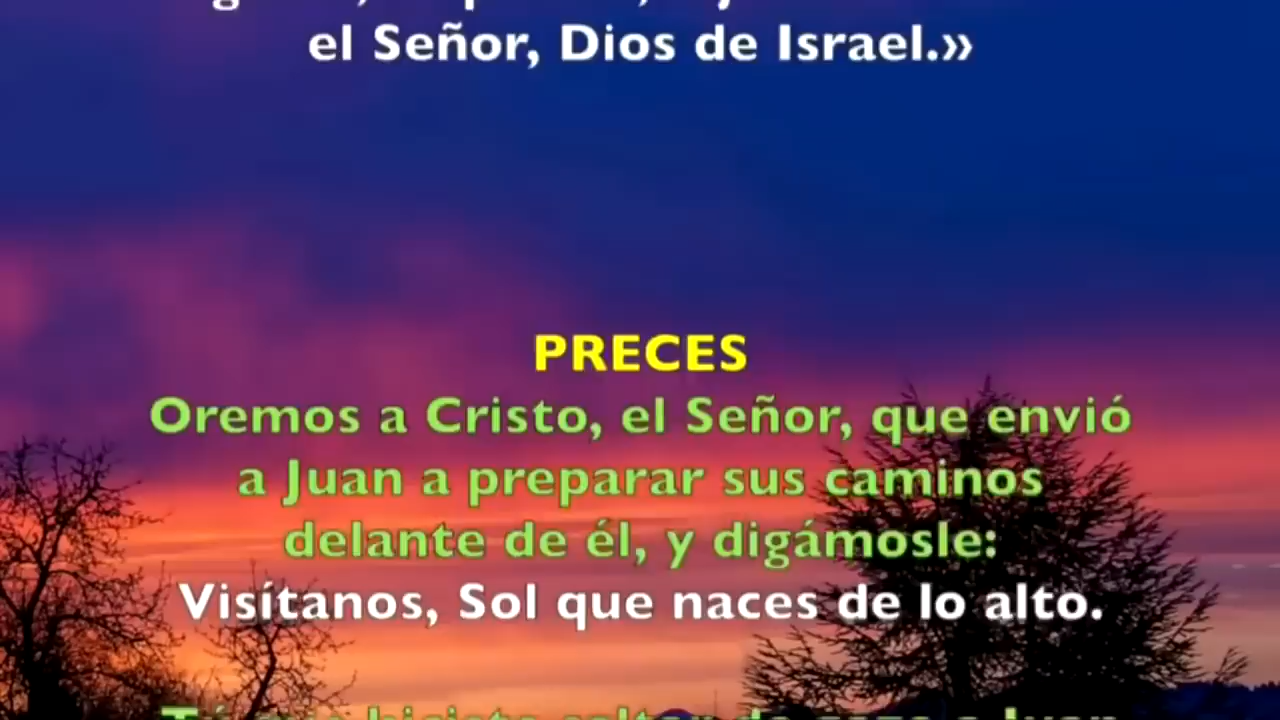 el Señor, Dios de Israel.»
PRECES
Oremos a Cristo, el Señor, que envió
a Juan a preparar sus caminos
delante de él, y digámosle:
Visítanos, Sol que naces de lo alto.